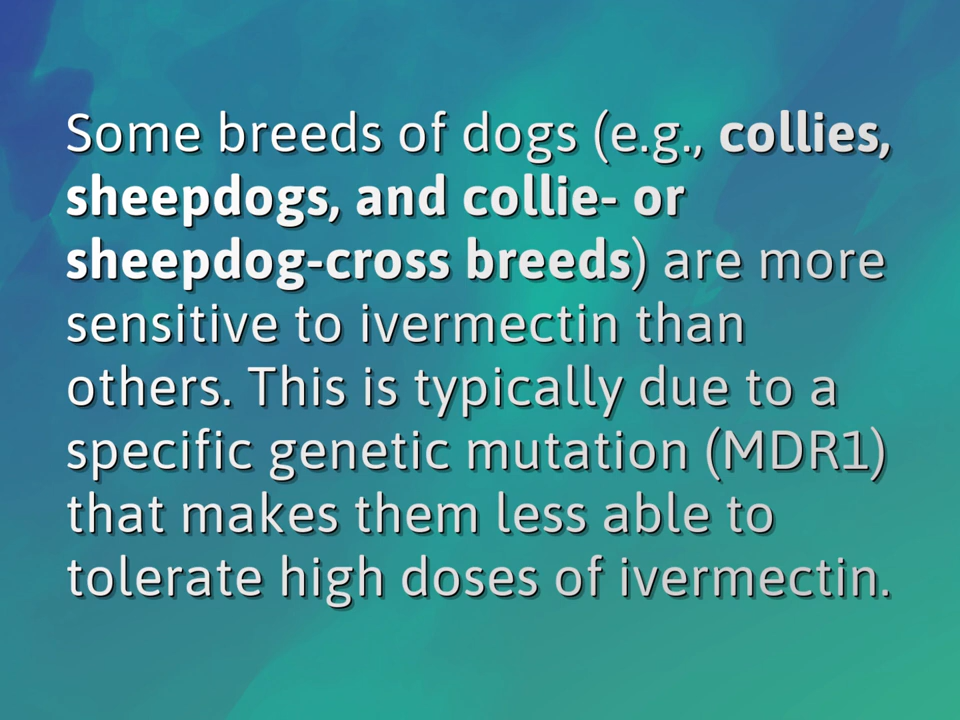 Some breeds of dogs (e.g., collies,
sheepdogs, and collie- or
sheepdog-cross breeds) are more
sensitive to ivermectin than
others. This is typically due to a
specific genetic mutation (MDR1)
that makes them less able to
tolerate high doses of ivermectin.